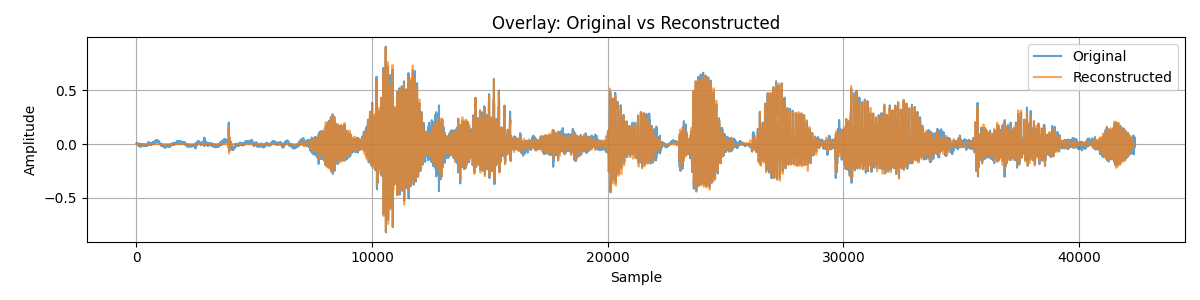 Overlay: Original vs Reconstructed
Original
Reconstructed
Amplitude
0.5
0.0
−0.5
0
10000
20000
30000
40000
Sample